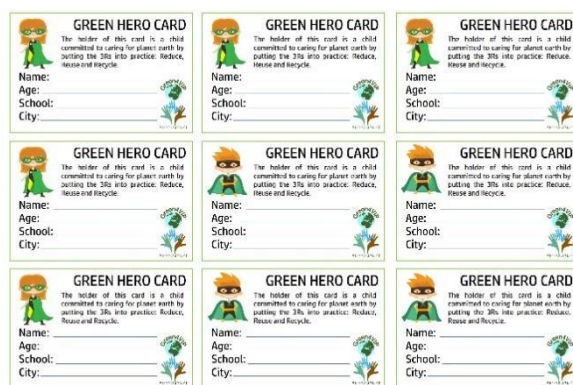 GREEN HERO CARD
The holder of this card is a child
committed to caring for planet earth by
putting the 3Rs into practice: Reduce,
Reuse and Recycle.
Name:
Age:
School:
City:
GREEN HERO CARD
The holder of this card is a child
committed to caring for planet earth by
putting the 3Rs into practice: Reduce,
Reuse and Recycle.
Name:
Age:
School:
City:
GREEN HERO CARD
The holder of this card is a child
committed to caring for planet earth by
putting the 3Rs into practice: Reduce,
Reuse and Recycle.
Name:
Age:
School:
City:
GREEN HERO CARD
The holder of this card is a child
committed to caring for planet earth by
putting the 3Rs into practice: Reduce,
Reuse and Recycle.
Name:
Age:
School:
City:
GREEN HERO CARD
The holder of this card is a child
committed to caring for planet earth by
putting the 3Rs into practice: Reduce,
Reuse and Recycle.
Name:
Age:
School:
City:
GREEN HERO CARD
The holder of this card is a child
committed to caring for planet earth by
putting the 3Rs into practice: Reduce,
Reuse and Recycle.
Name:
Age:
School:
City:
GREEN HERO CARD
The holder of this card is a child
committed to caring for planet earth by
putting the 3Rs into practice: Reduce,
Reuse and Recycle.
Name:
Age:
School:
City:
GREEN HERO CARD
The holder of this card is a child
committed to caring for planet earth by
putting the 3Rs into practice: Reduce,
Reuse and Recycle.
Name:
Age:
School:
City:
GREEN HERO CARD
The holder of this card is a child
committed to caring for planet earth by
putting the 3Rs into practice: Reduce,
Reuse and Recycle.
Name:
Age:
School:
City: